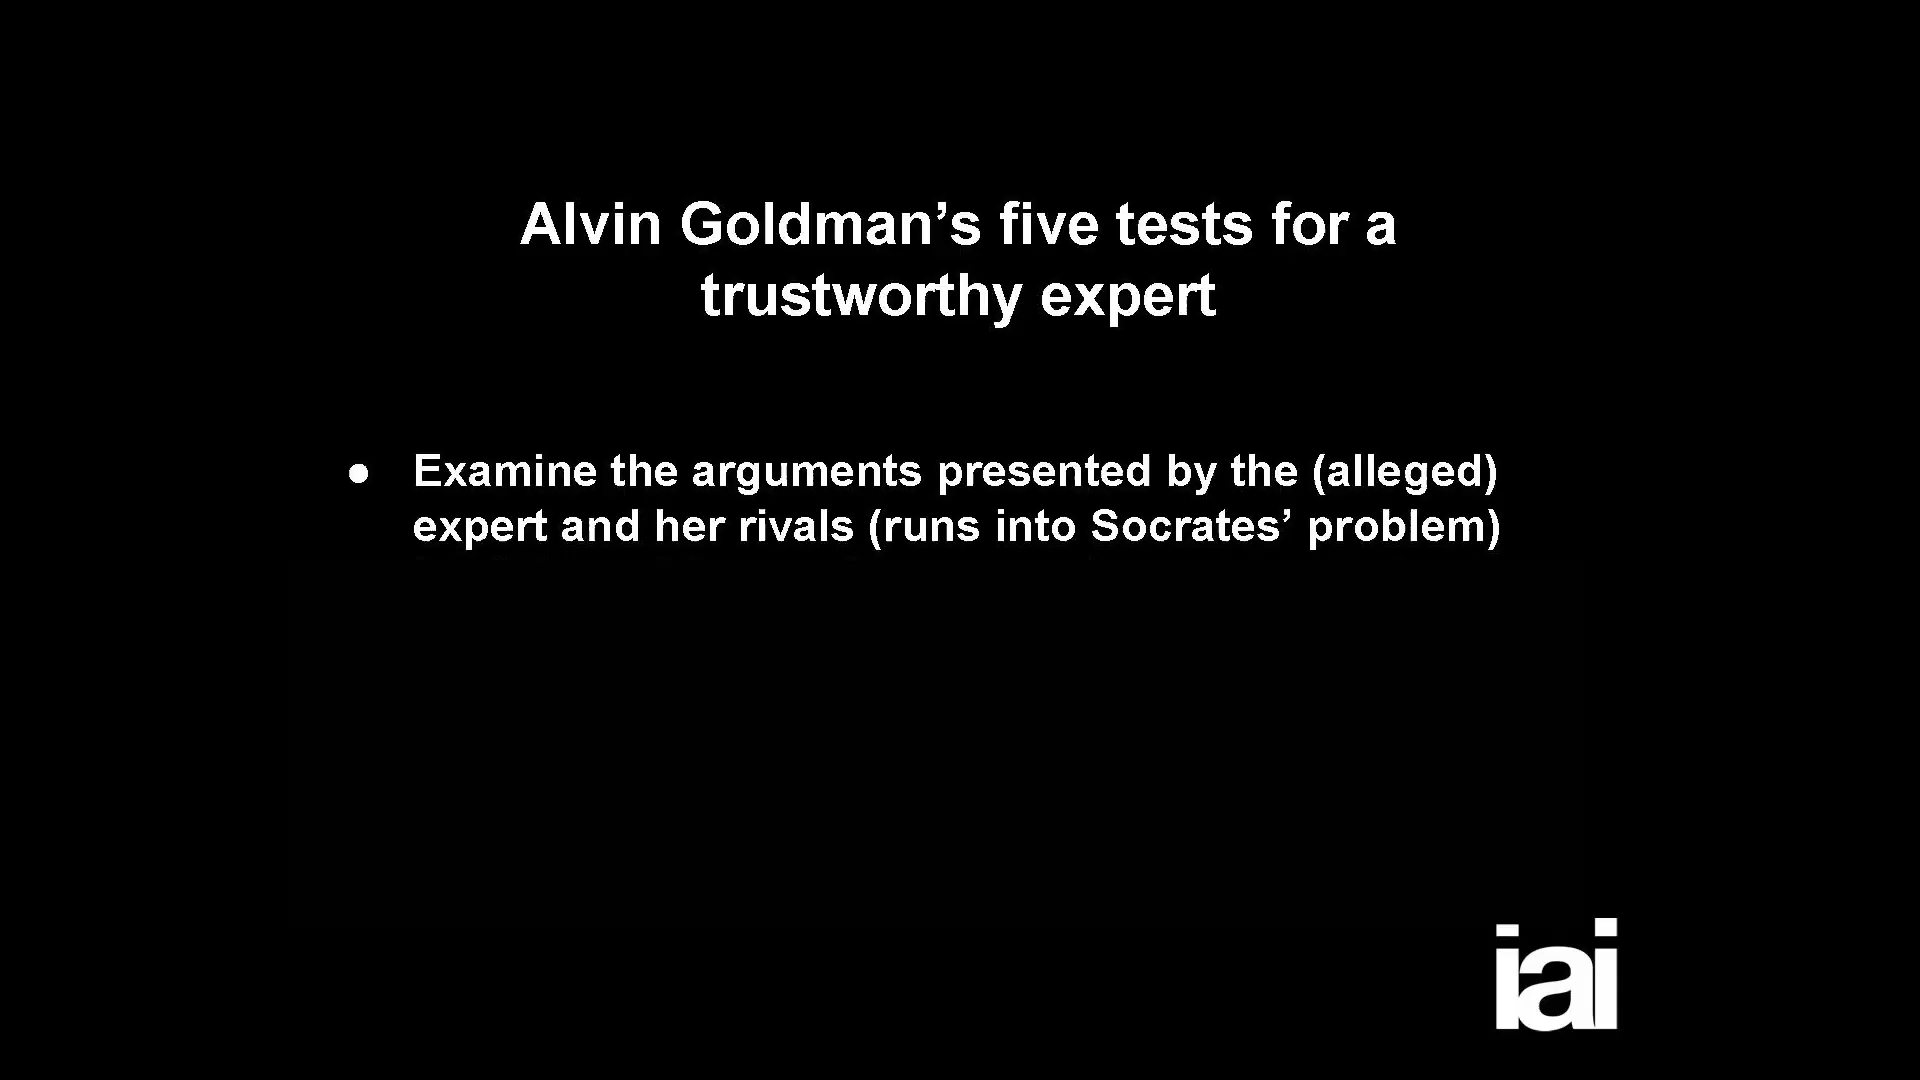 Alvin Goldman’s five tests for a
trustworthy expert
● Examine the arguments presented by the (alleged)
expert and her rivals (runs into Socrates’ problem)
iai